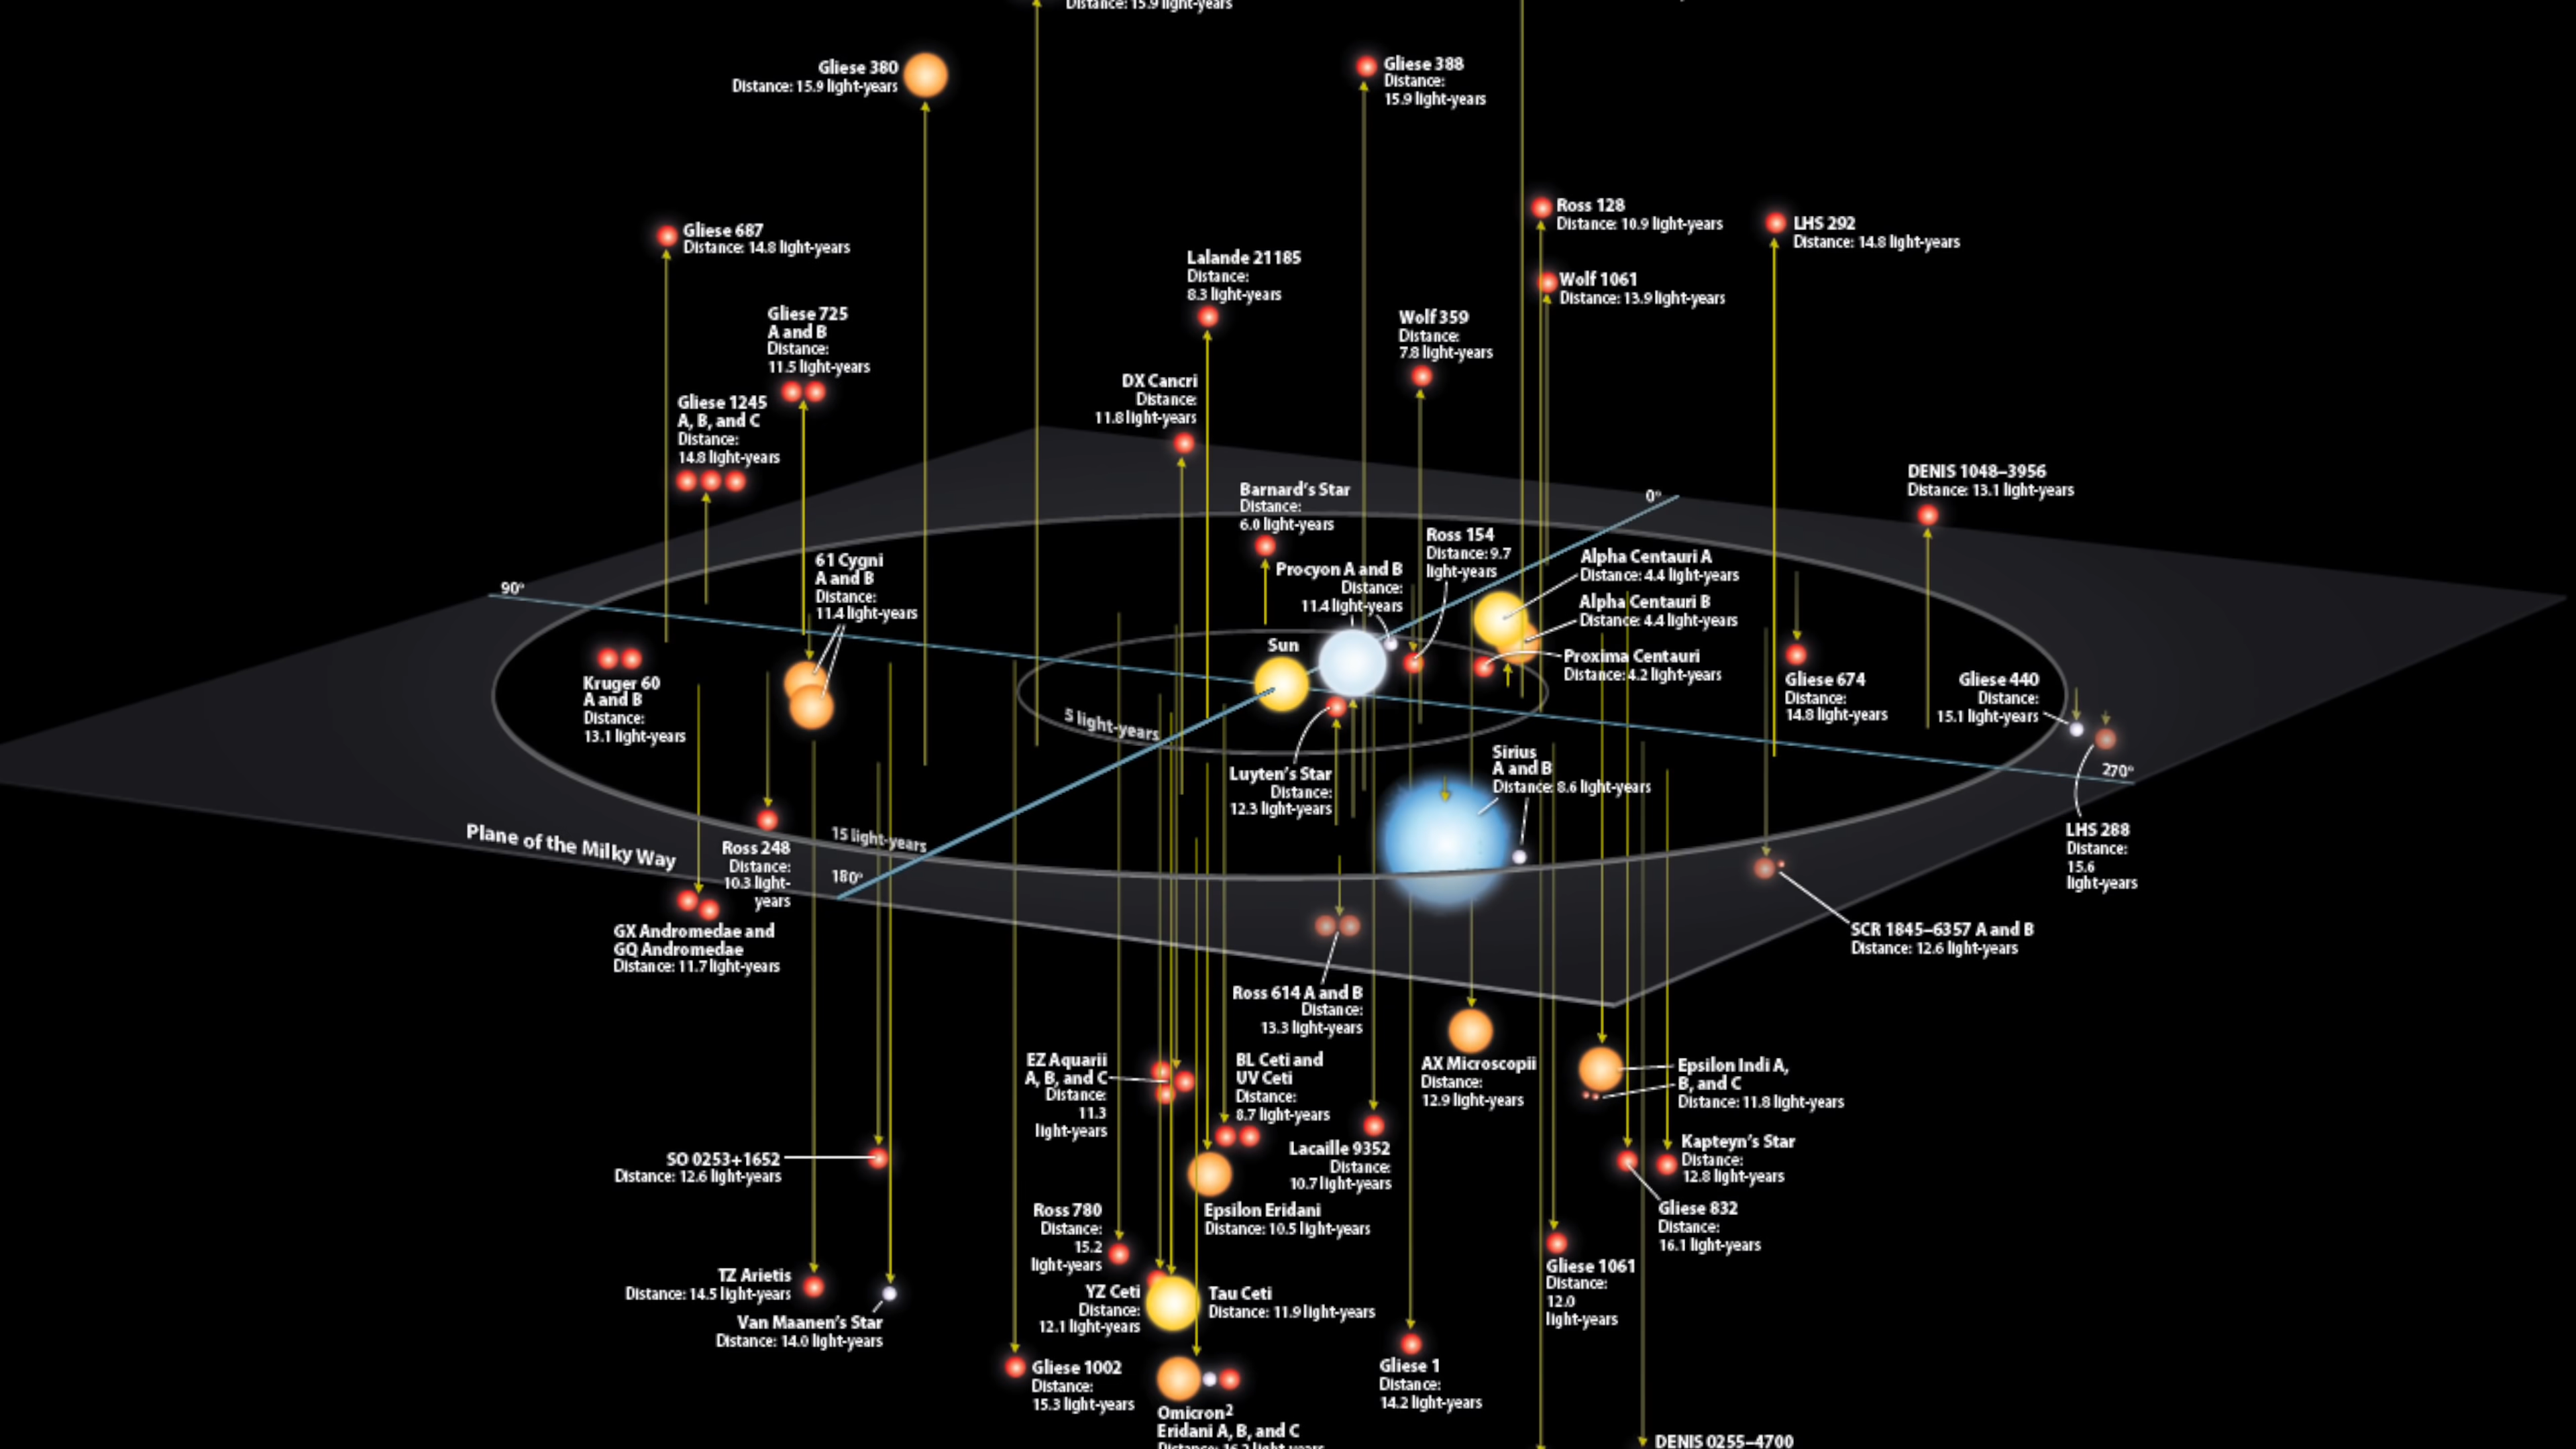 Distance: 15.9 light-years
Gliese 380
Distance: 15.9 light-years
Gliese 388
Distance:
15.9 light-years
Ross 128
Distance: 10.9 light-years
LHS 292
Distance: 14.8 light-years
Gliese 687
Distance: 14.8 light-years
Lalande 21185
Distance:
8.3 light-years
Wolf 1061
Distance: 13.9 light-years
Gliese 725
A and B
Distance:
11.5 light-years
Wolf 359
Distance:
7.8 light-years
DX Cancri
Distance:
11.8 light-years
Gliese 1245
A, B, and C
Distance:
14.8 light-years
DENIS 1048–3956
Distance: 13.1 light-years
Barnard's Star
Distance:
6.0 light-years
0°
Ross 154
Distance: 9.7
light-years
61 Cygni
A and B
Distance:
11.4 light-years
Procyon A and B
Distance:
11.4 light-years
Alpha Centauri A
Distance: 4.4 light-years
90°
Alpha Centauri B
Distance: 4.4 light-years
Sun
Proxima Centauri
Distance: 4.2 light-years
Kruger 60
A and B
Distance:
13.1 light-years
Gliese 674
Distance:
14.8 light-years
Gliese 440
Distance:
15.1 light-years
5 light-years
Sirius
A and B
Distance: 8.6 light-years
Luyten's Star
Distance:
12.3 light-years
270°
LHS 288
Distance:
15.6
light-years
Plane of the Milky Way
15 light-years
180°
Ross 248
Distance:
10.3 light-
years
GX Andromedae and
GQ Andromedae
Distance: 11.7 light-years
SCR 1845–6357 A and B
Distance: 12.6 light-years
Ross 614 A and B
Distance:
13.3 light-years
EZ Aquarii
A, B, and C
Distance:
11.3
light-years
BL Ceti and
UV Ceti
Distance:
8.7 light-years
AX Microscopii
Distance:
12.9 light-years
Epsilon Indi A,
B, and C
Distance: 11.8 light-years
Lacaille 9352
Distance:
10.7 light-years
Kapteyn's Star
Distance:
12.8 light-years
SO 0253+1652
Distance: 12.6 light-years
Ross 780
Distance:
15.2
light-years
Epsilon Eridani
Distance: 10.5 light-years
Gliese 832
Distance:
16.1 light-years
TZ Arietis
Distance: 14.5 light-years
Van Maanen's Star
Distance: 14.0 light-years
YZ Ceti
Distance:
12.1 light-years
Tau Ceti
Distance: 11.9 light-years
Gliese 1061
Distance:
12.0
light-years
Gliese 1002
Distance:
15.3 light-years
Gliese 1
Distance:
14.2 light-years
Omicron2
Eridani A, B, and C
Distance: 16.2 light-years
DENIS 0255–4700